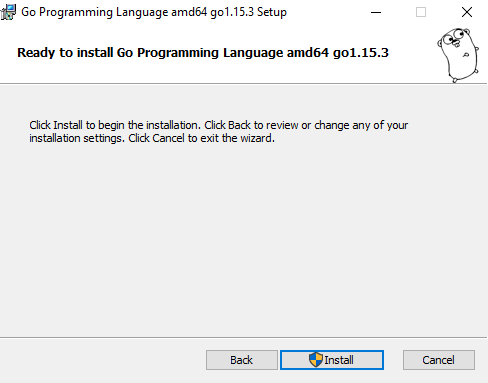 Go Programming Language amd64 go1.15.3 Setup
Ready to install Go Programming Language amd64 go1.15.3
Click Install to begin the installation. Click Back to review or change any of your
installation settings. Click Cancel to exit the wizard.
Back
Install
Cancel